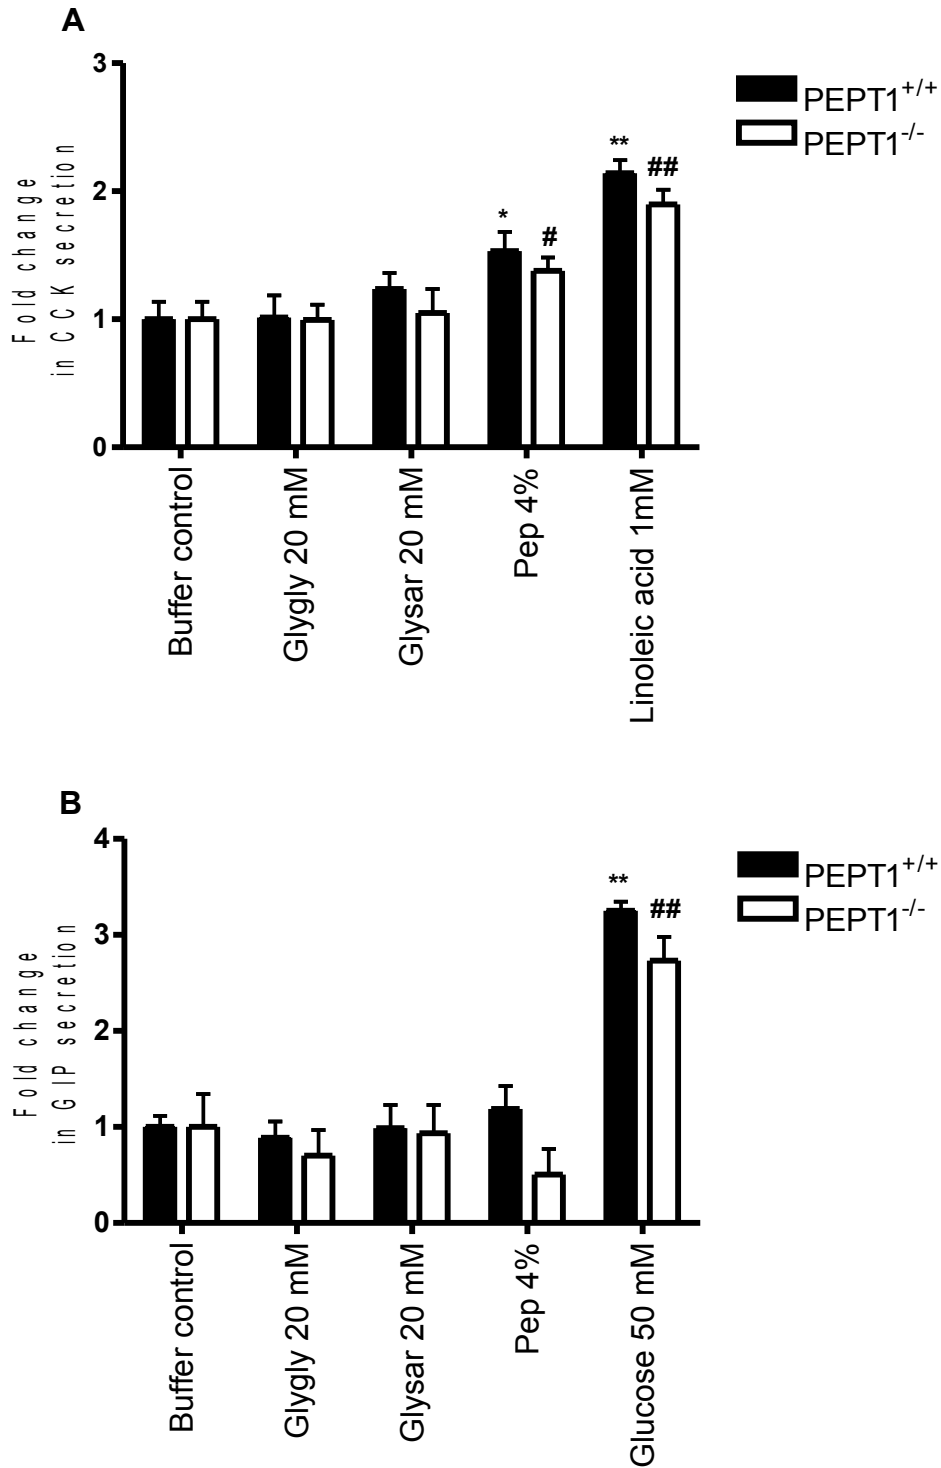 A
3
2
1
0
Fold change
in CCK secretion
*
#
**
##
PEPT1+/+
PEPT1-/-
Buffer control
Glygly 20 mM
Glysar 20 mM
Pep 4%
Linoleic acid 1mM
B
4
3
2
1
0
Fold change
in GIP secretion
**
##
PEPT1+/+
PEPT1-/-
Buffer control
Glygly 20 mM
Glysar 20 mM
Pep 4%
Glucose 50 mM